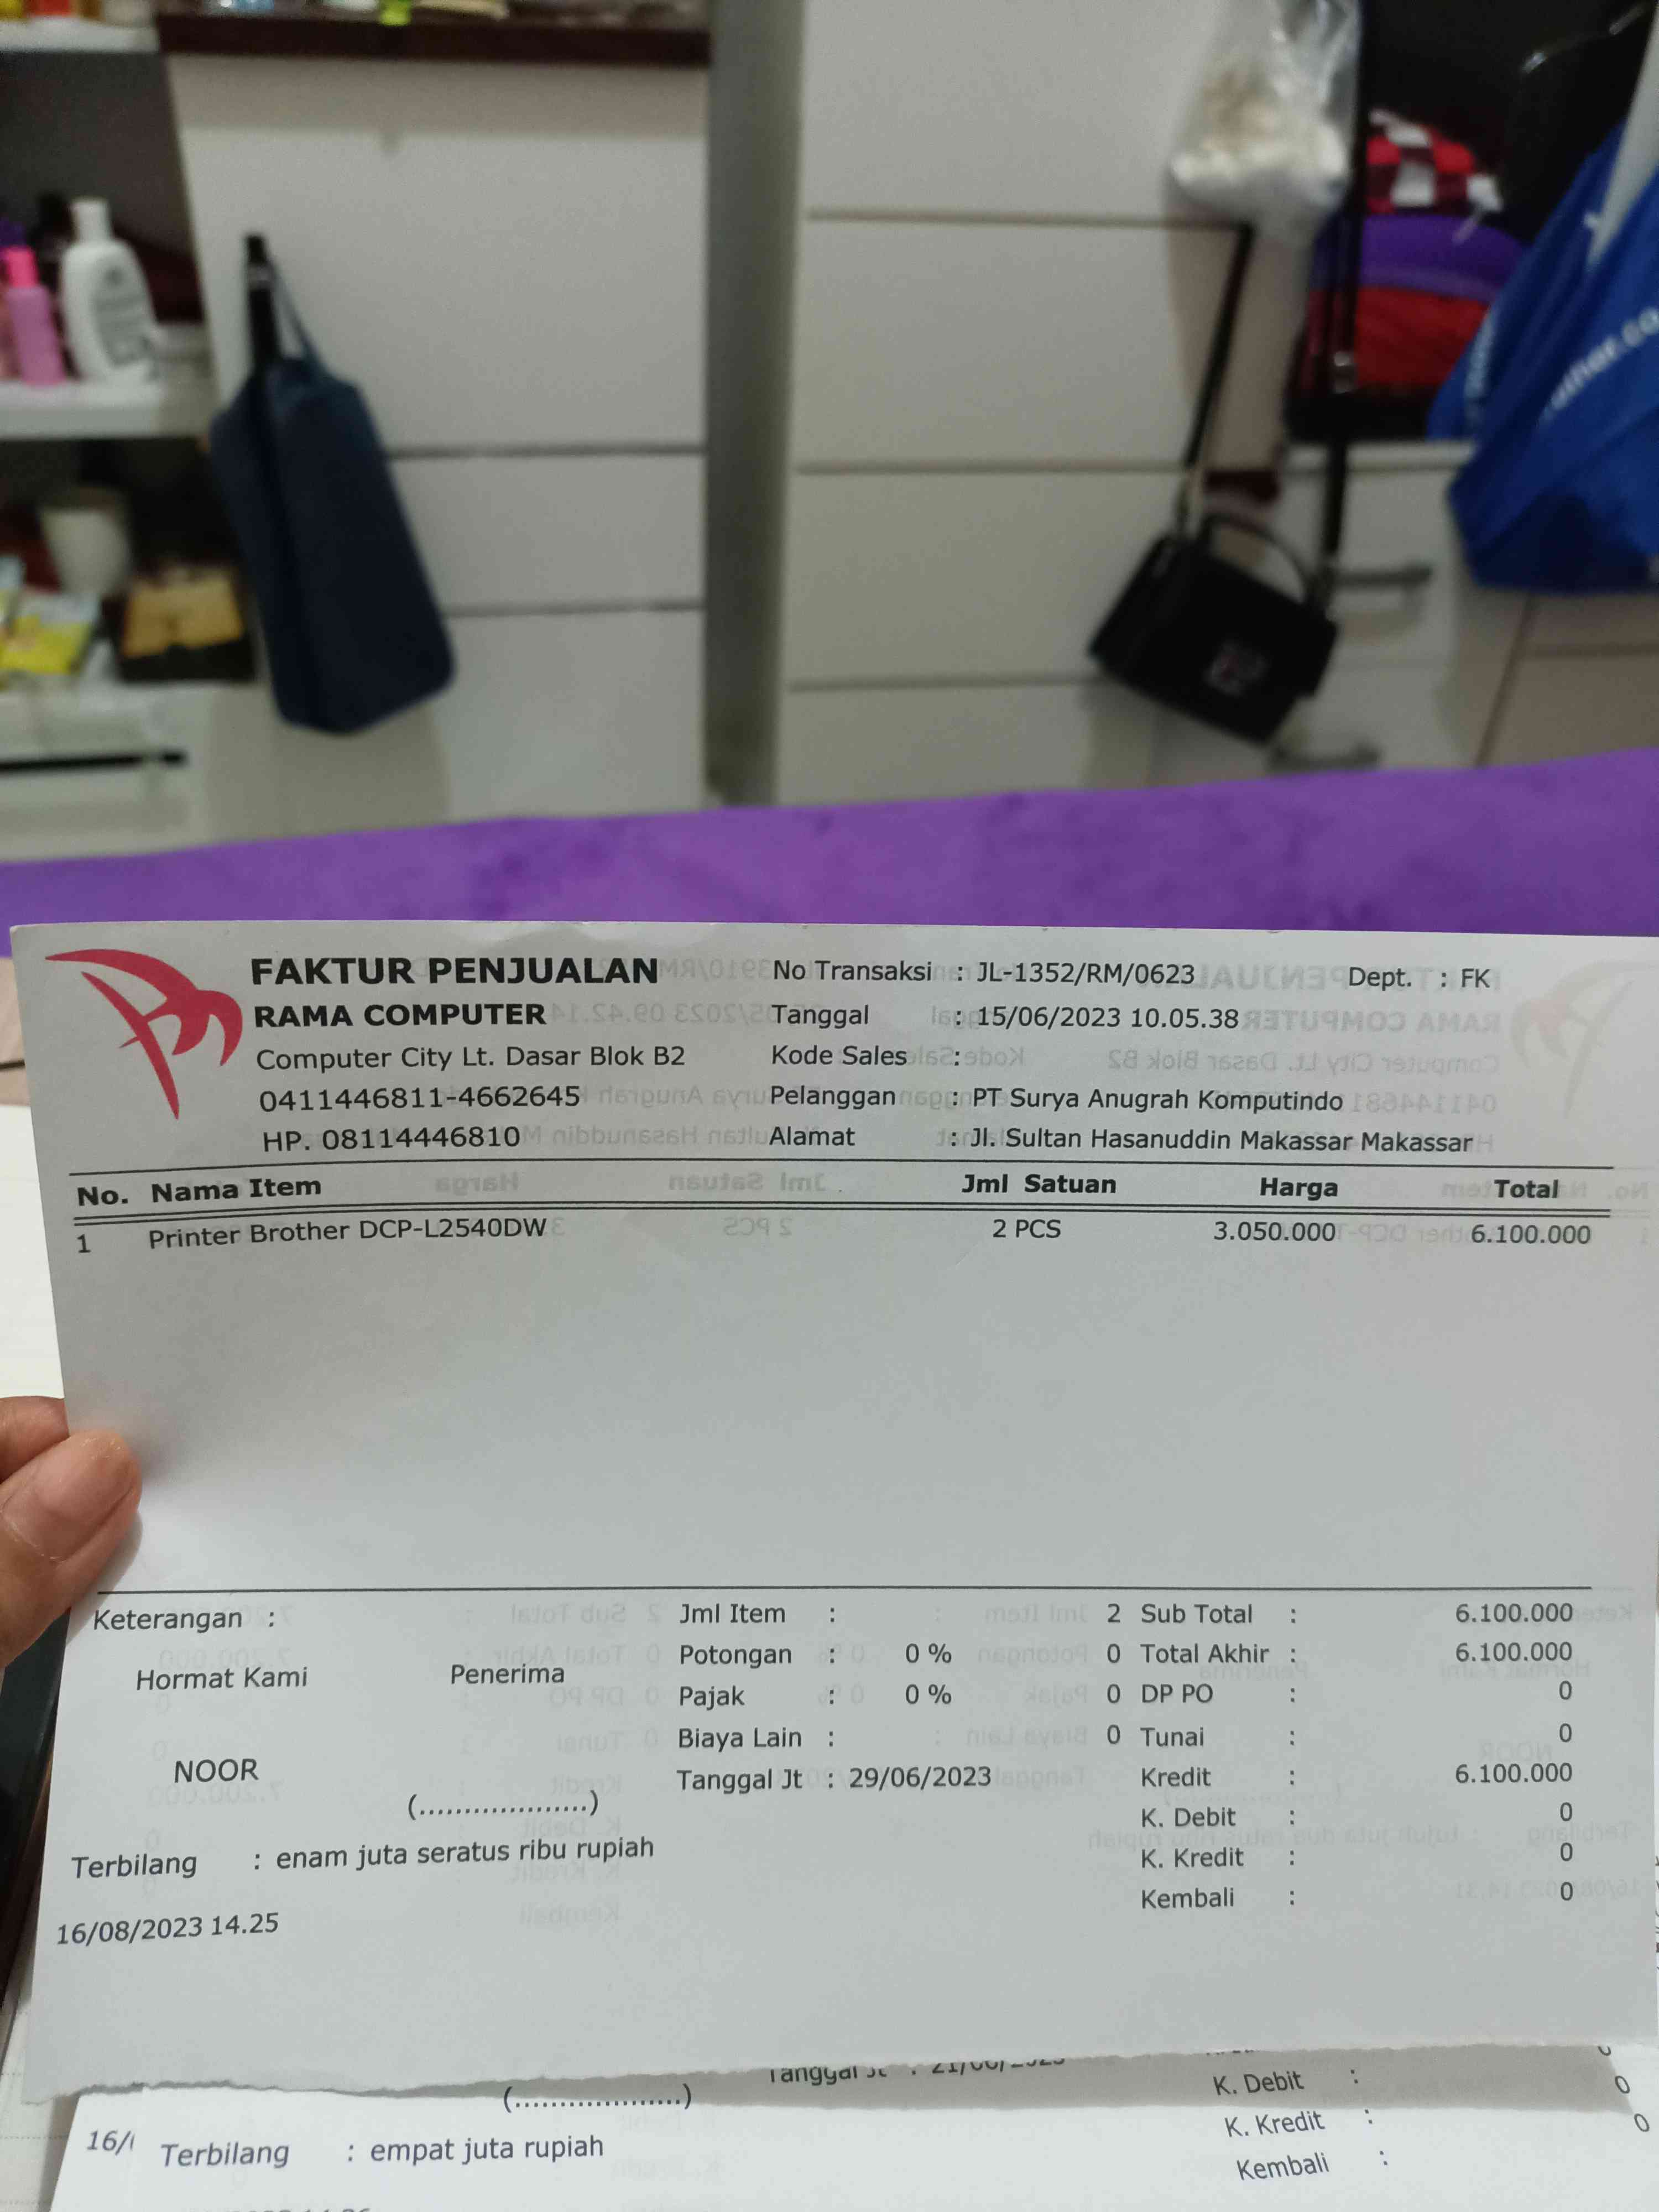 FAKTUR PENJUALAN
RAMA COMPUTER
Computer City Lt. Dasar Blok B2
0411446811-4662645
HP. 08114446810
No Transaksi : JL-1352/RM/0623 Dept. : FK
Tanggal : 15/06/2023 10.05.38
Kode Sales :
Pelanggan : PT Surya Anugrah Komputindo
Alamat : Jl. Sultan Hasanuddin Makassar Makassar
No. Nama Item Jml Satuan Harga Total
1 Printer Brother DCP-L2540DW 2 PCS 3.050.000 6.100.000
Keterangan :
Hormat Kami Penerima
NOOR
(....................)
Jml Item : 2
Potongan : 0 % 0
Pajak : 0 % 0
Biaya Lain : 0
Tanggal Jt : 29/06/2023
Sub Total : 6.100.000
Total Akhir : 6.100.000
DP PO : 0
Tunai : 0
Kredit : 6.100.000
K. Debit : 0
K. Kredit : 0
Kembali : 0
Terbilang : enam juta seratus ribu rupiah
16/08/2023 14.25
Tanggal Jt :
(....................)
K. Debit : 0
K. Kredit : 0
Kembali :
16/
Terbilang : empat juta rupiah